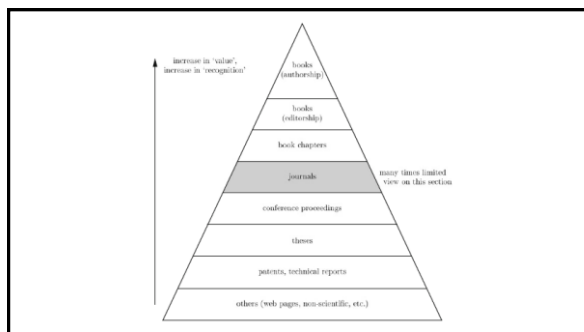 increase in 'value',
increase in 'recognition'
books
(authorship)
books
(editorship)
book chapters
journals
many times limited
view on this section
conference proceedings
theses
patents, technical reports
others (web pages, non-scientific, etc.)